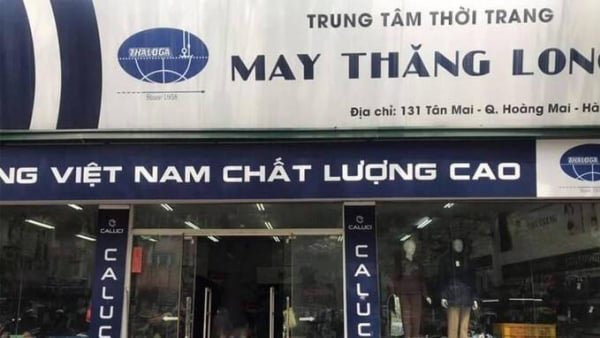 TRUNG TÂM THỜI TRANG
THALOGA
MAY THĂNG LONG
Since 1958
Địa chỉ: 131 Tân Mai - Q. Hoàng Mai - Hà
NG VIỆT NAM CHẤT LƯỢNG CAO
THALOGA
CALUCI
CALUCI
CALUC
CALUC